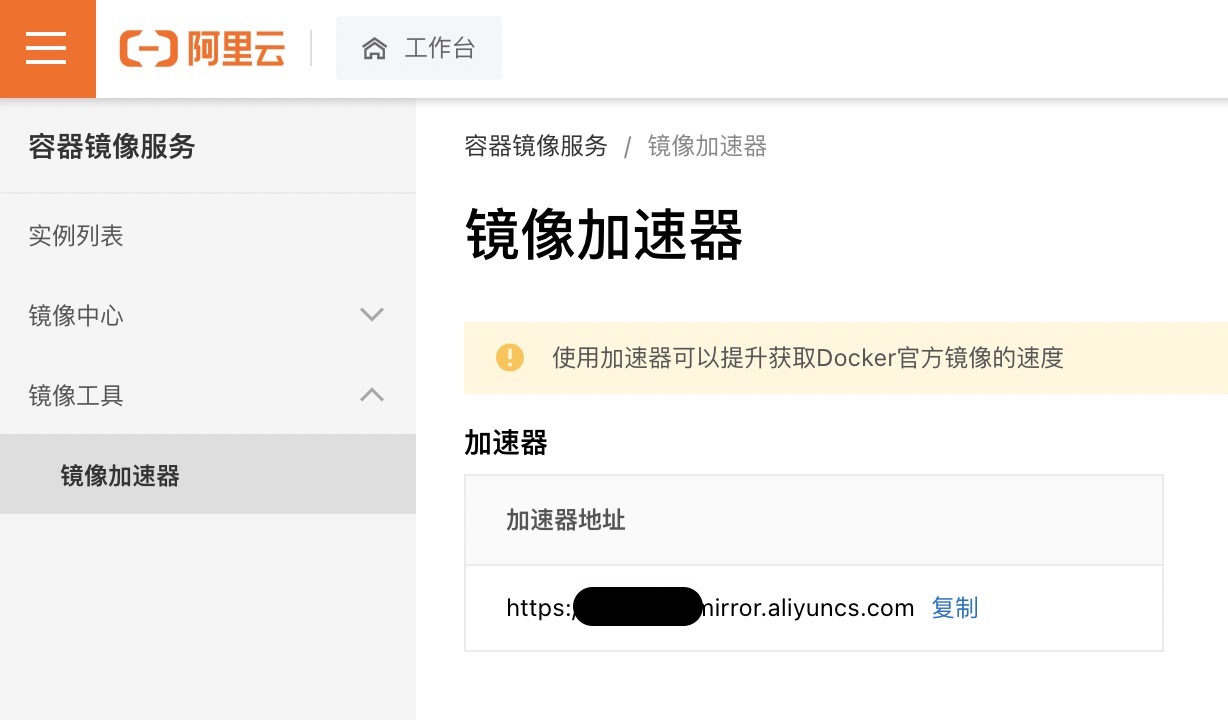 阿里云
工作台
容器镜像服务
实例列表
镜像中心
镜像工具
镜像加速器
容器镜像服务 / 镜像加速器
镜像加速器
使用加速器可以提升获取Docker官方镜像的速度
加速器
加速器地址
https:/ mirror.aliyuncs.com 复制